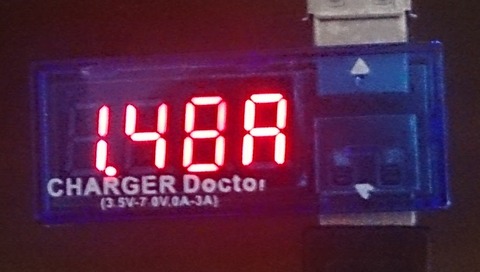 1.48A
CHARGER Doctor
(3.5V-7.0V,0A-3A)